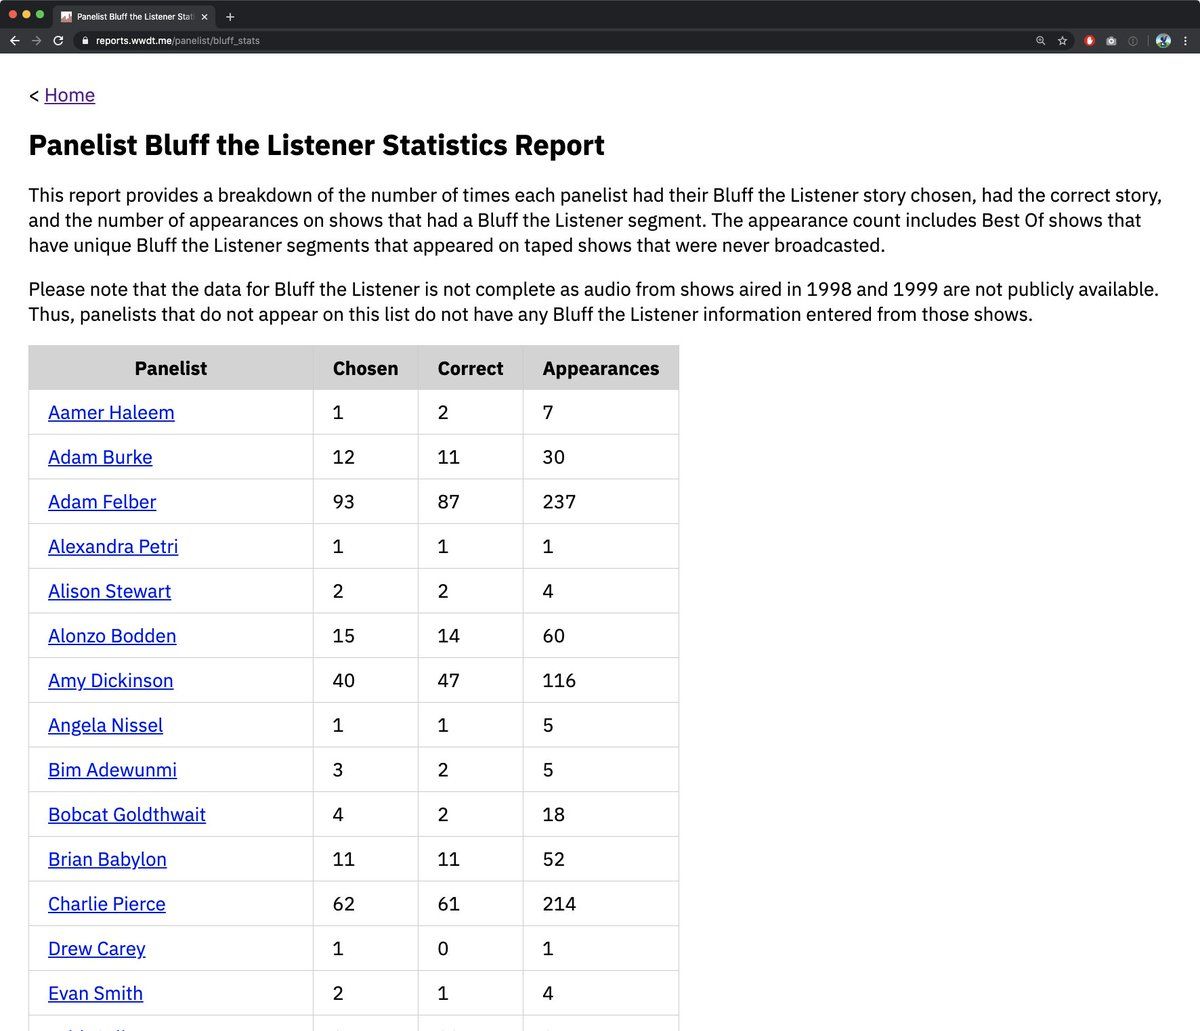 Panelist Bluff the Listener Stat
reports.wwdt.me/panelist/bluff_stats
< Home
Panelist Bluff the Listener Statistics Report
This report provides a breakdown of the number of times each panelist had their Bluff the Listener story chosen, had the correct story,
and the number of appearances on shows that had a Bluff the Listener segment. The appearance count includes Best Of shows that
have unique Bluff the Listener segments that appeared on taped shows that were never broadcasted.
Please note that the data for Bluff the Listener is not complete as audio from shows aired in 1998 and 1999 are not publicly available.
Thus, panelists that do not appear on this list do not have any Bluff the Listener information entered from those shows.
Panelist Chosen Correct Appearances
Aamer Haleem 1 2 7
Adam Burke 12 11 30
Adam Felber 93 87 237
Alexandra Petri 1 1 1
Alison Stewart 2 2 4
Alonzo Bodden 15 14 60
Amy Dickinson 40 47 116
Angela Nissel 1 1 5
Bim Adewunmi 3 2 5
Bobcat Goldthwait 4 2 18
Brian Babylon 11 11 52
Charlie Pierce 62 61 214
Drew Carey 1 0 1
Evan Smith 2 1 4